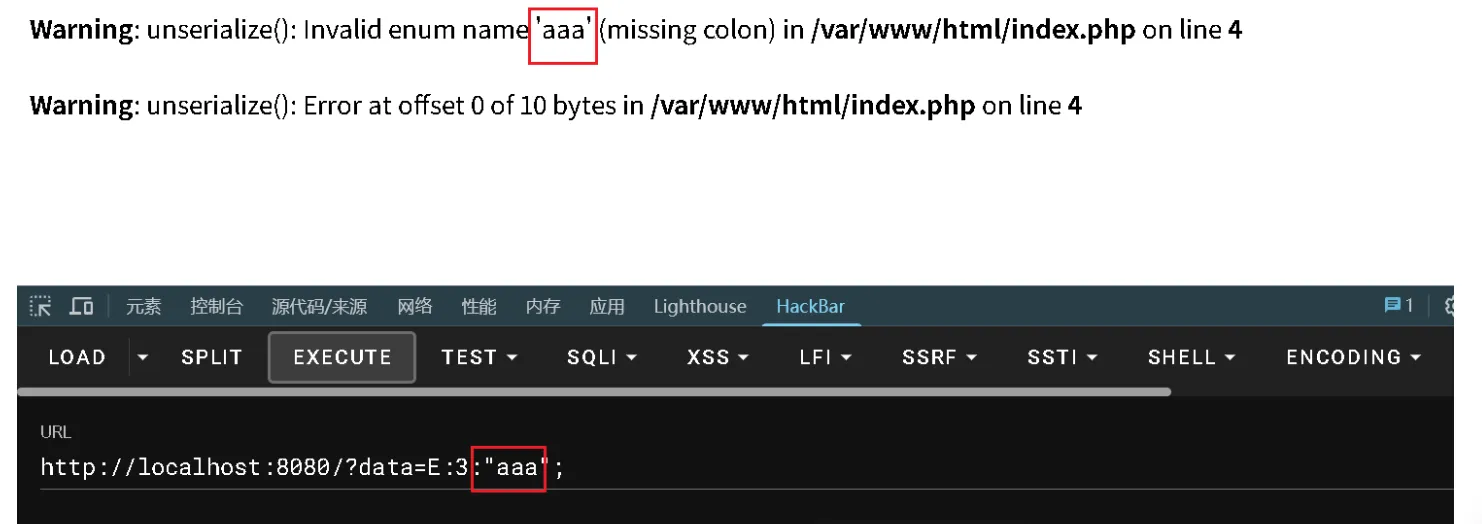 Warning: unserialize(): Invalid enum name 'aaa' (missing colon) in /var/www/html/index.php on line 4
Warning: unserialize(): Error at offset 0 of 10 bytes in /var/www/html/index.php on line 4
元素 控制台 源代码/来源 网络 性能 内存 应用 Lighthouse HackBar 1
LOAD SPLIT EXECUTE TEST SQLI XSS LFI SSRF SSTI SHELL ENCODING
URL
http://localhost:8080/?data=E:3:"aaa";